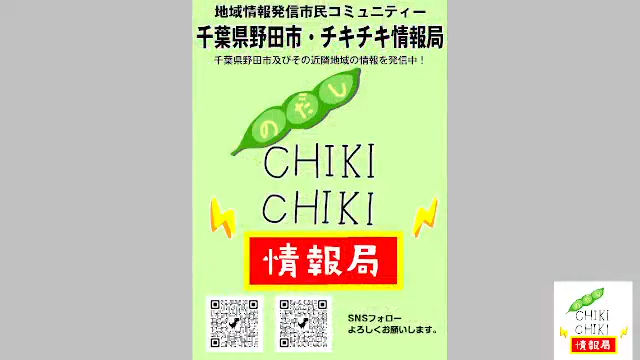 地域情報発信市民コミュニティー
千葉県野田市・チキチキ情報局
千葉県野田市及びその近隣地域の情報を発信中！
のだし
CHIKI
CHIKI
情報局
SNSフォロー
よろしくお願いします。
のだし
CHIKI
CHIKI
情報局